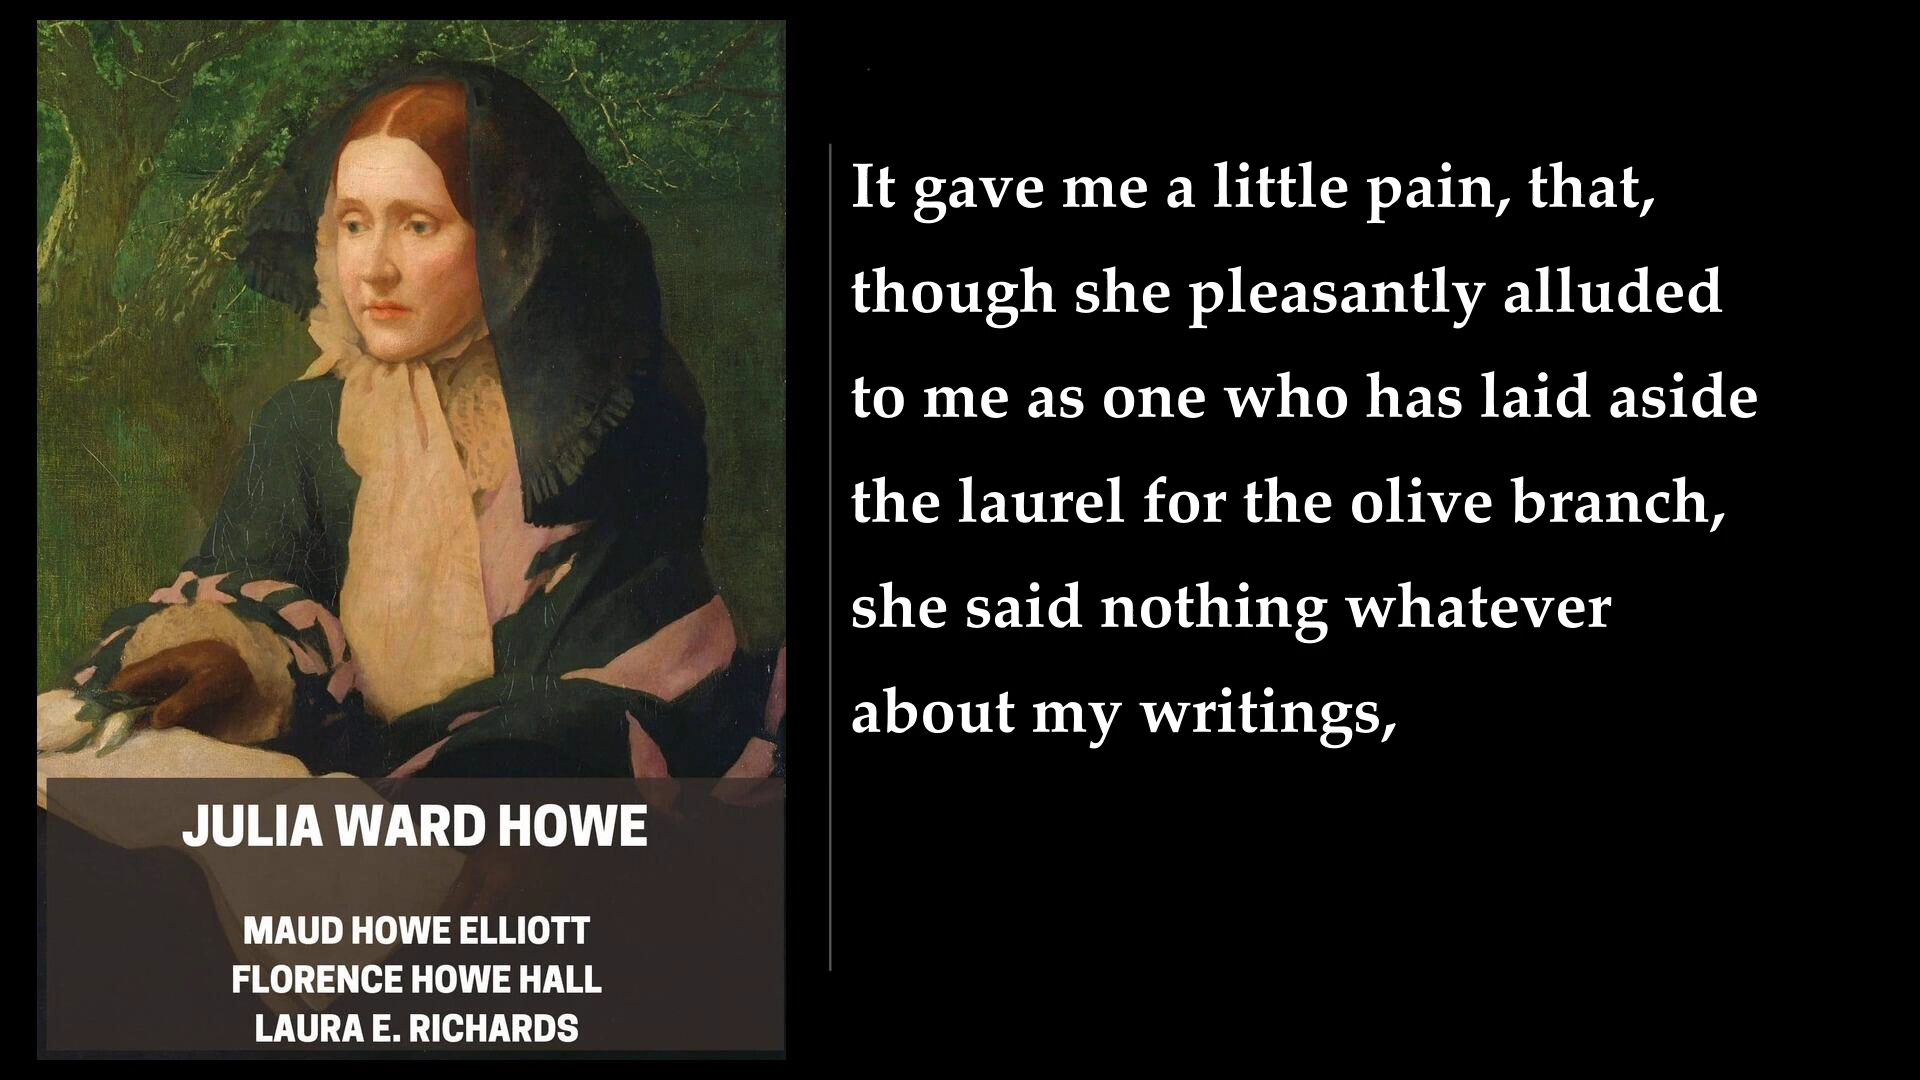 JULIA WARD HOWE
MAUD HOWE ELLIOTT
FLORENCE HOWE HALL
LAURA E. RICHARDS
It gave me a little pain, that,
though she pleasantly alluded
to me as one who has laid aside
the laurel for the olive branch,
she said nothing whatever
about my writings,